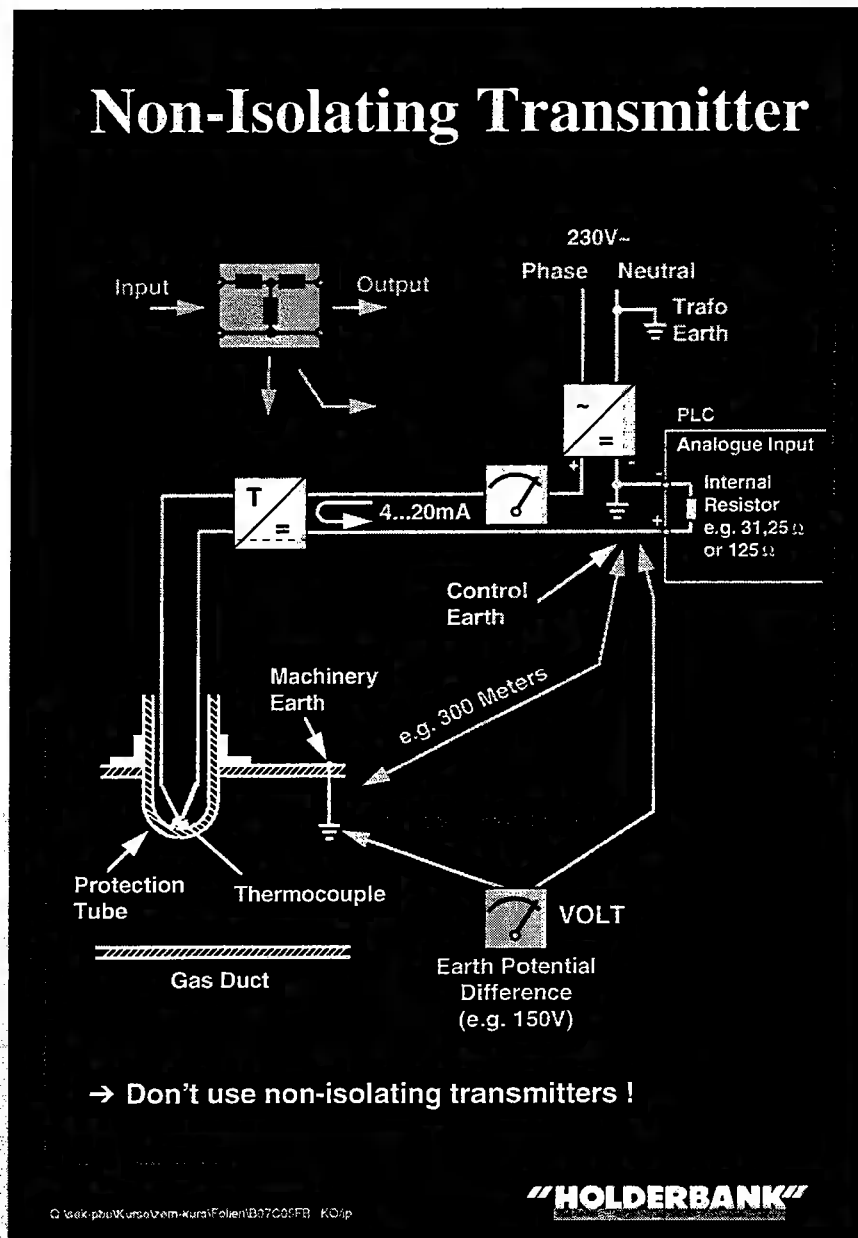 Non-Isolating Transmitter
230V~
Phase Neutral
Input
Output
Trafo
Earth
~
=
+
-
PLC
Analogue Input
-
+
Internal
Resistor
e.g. 31,25 Ω
or 125 Ω
T
=
4...20mA
Control
Earth
Machinery
Earth
e.g. 300 Meters
Protection
Tube
Thermocouple
VOLT
Gas Duct
Earth Potential
Difference
(e.g. 150V)
→ Don't use non-isolating transmitters !
"HOLDERBANK"